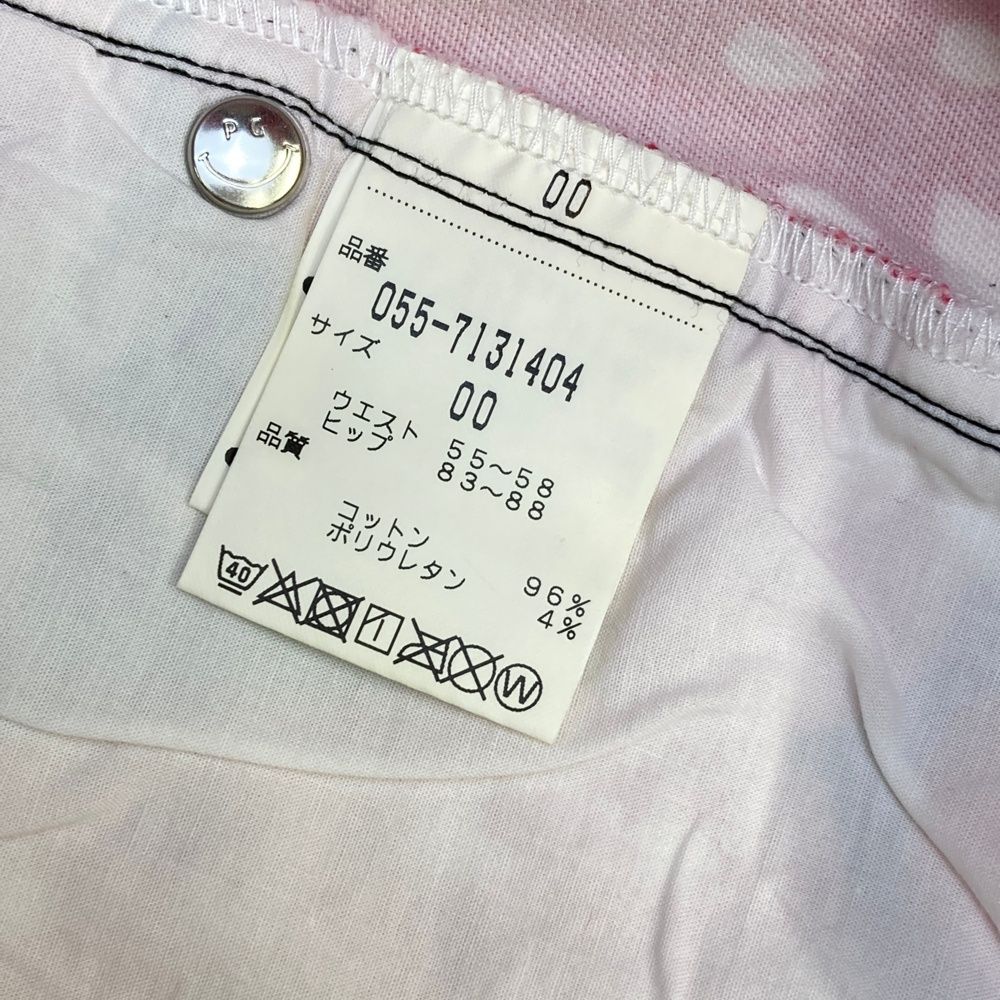 PG
00
品番
055-7131404
サイズ
00
ウエスト 55～58
ヒップ 83～88
品質
コットン 96%
ポリウレタン 4%
40
W